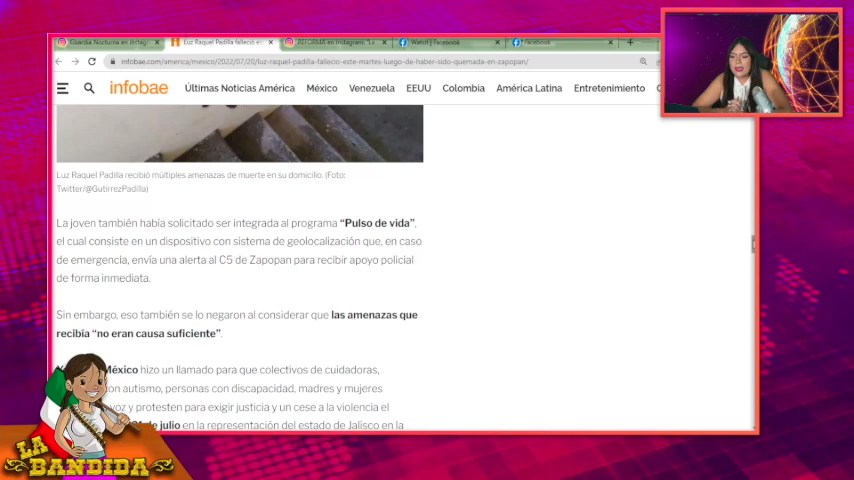 Guardia Nocturna en Instag
Luz Raquel Padilla falleció e
REFORMA en Instagram: "La
Watch | Facebook
Facebook
infobae.com/america/mexico/2022/07/20/luz-raquel-padilla-fallecio-este-martes-luego-de-haber-sido-quemada-en-zapopan/
infobae
Últimas Noticias América México Venezuela EEUU Colombia América Latina Entretenimiento
Luz Raquel Padilla recibió múltiples amenazas de muerte en su domicilio. (Foto:
Twitter/@GutirrezPadilla)
La joven también había solicitado ser integrada al programa “Pulso de vida”,
el cual consiste en un dispositivo con sistema de geolocalización que, en caso
de emergencia, envía una alerta al C5 de Zapopan para recibir apoyo policial
de forma inmediata.
Sin embargo, eso también se lo negaron al considerar que las amenazas que
recibía “no eran causa suficiente”.
México hizo un llamado para que colectivos de cuidadoras,
autismo, personas con discapacidad, madres y mujeres
voz y protesten para exigir justicia y un cese a la violencia el
de julio en la representación del estado de Jalisco en la
LA
BANDIDA